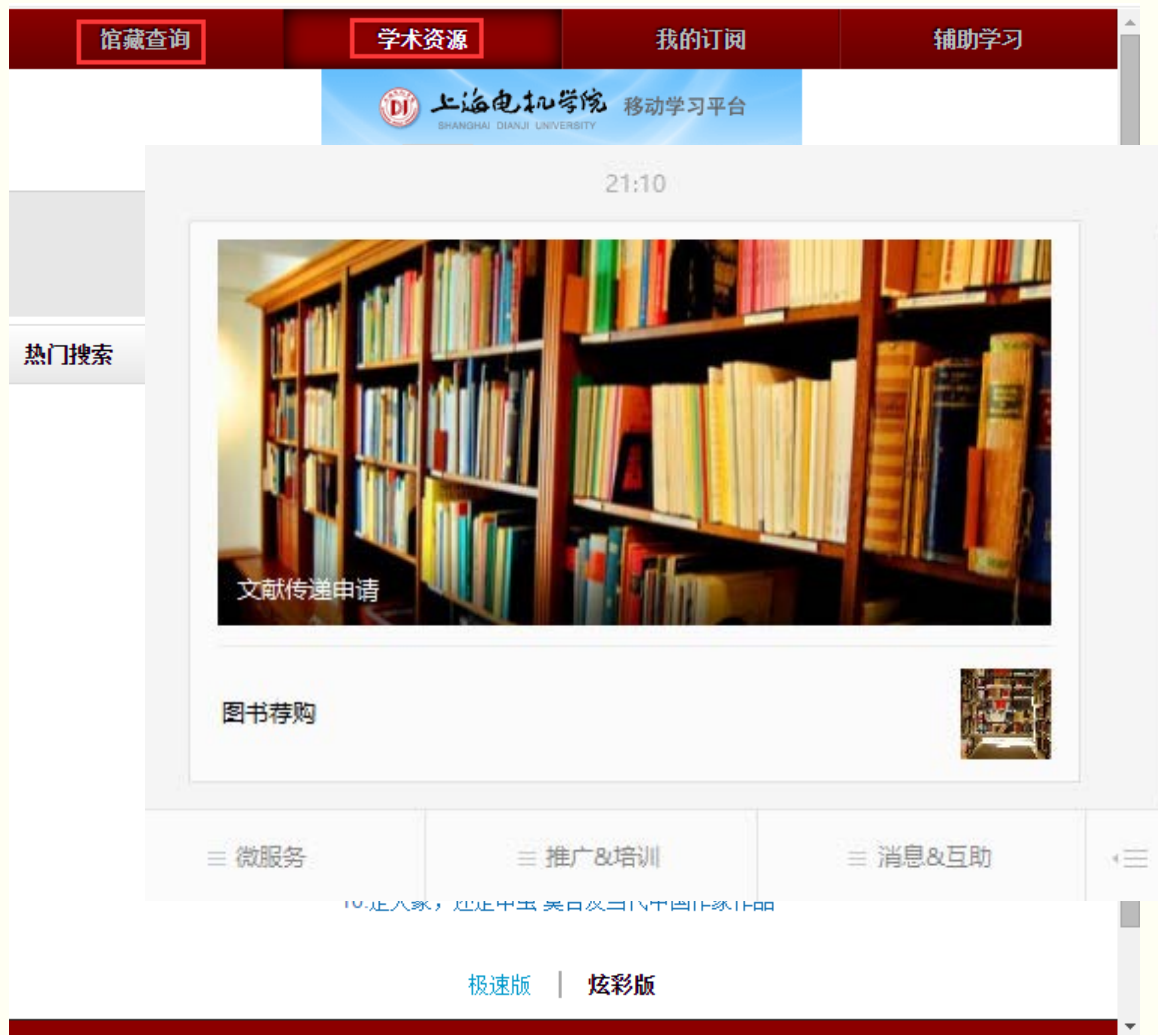 馆藏查询 学术资源 我的订阅 辅助学习
上海电机学院 移动学习平台
SHANGHAI DIANJI UNIVERSITY
21:10
热门搜索
文献传递申请
图书荐购
微服务 推广&培训 消息&互助
极速版 | 炫彩版